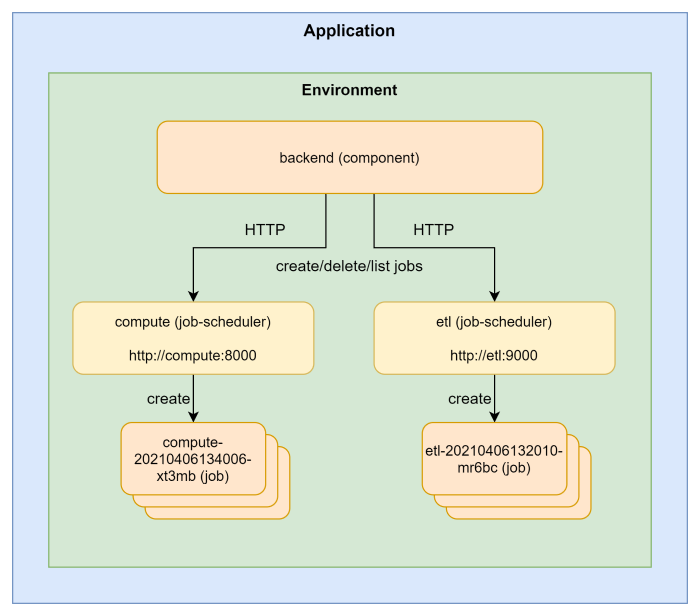 Application
Environment
backend (component)
HTTP
HTTP
create/delete/list jobs
compute (job-scheduler)
http://compute:8000
etl (job-scheduler)
http://etl:9000
create
create
compute-
20210406134006-
xt3mb (job)
etl-20210406132010-
mr6bc (job)